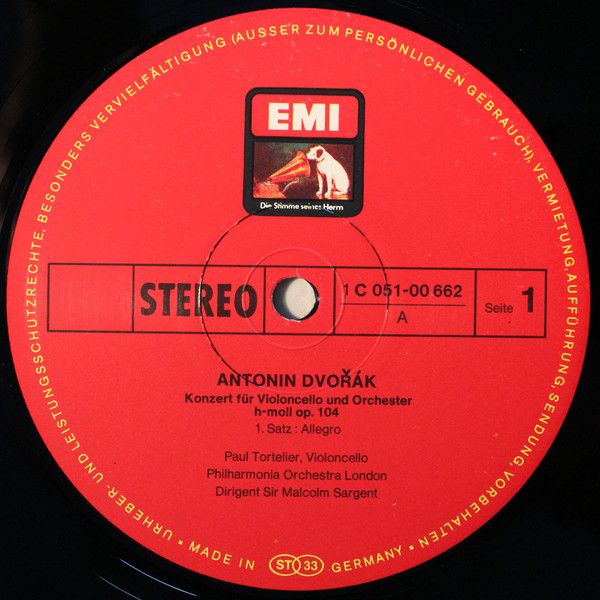 URHEBER- UND LEISTUNGSSCHUTZRECHTE, BESONDERS VERVIELFÄLTIGUNG (AUSSER ZUM PERSÖNLICHEN GEBRAUCH), VERMIETUNG, AUFFÜHRUNG, SENDUNG, VORBEHALTEN •
EMI
Die Stimme seines Herrn
STEREO
1 C 051-00 662
A
Seite 1
ANTONIN DVOŘÁK
Konzert für Violoncello und Orchester
h-moll op. 104
1. Satz : Allegro
Paul Tortelier, Violoncello
Philharmonia Orchestra London
Dirigent Sir Malcolm Sargent
• MADE IN ST 33 GERMANY •